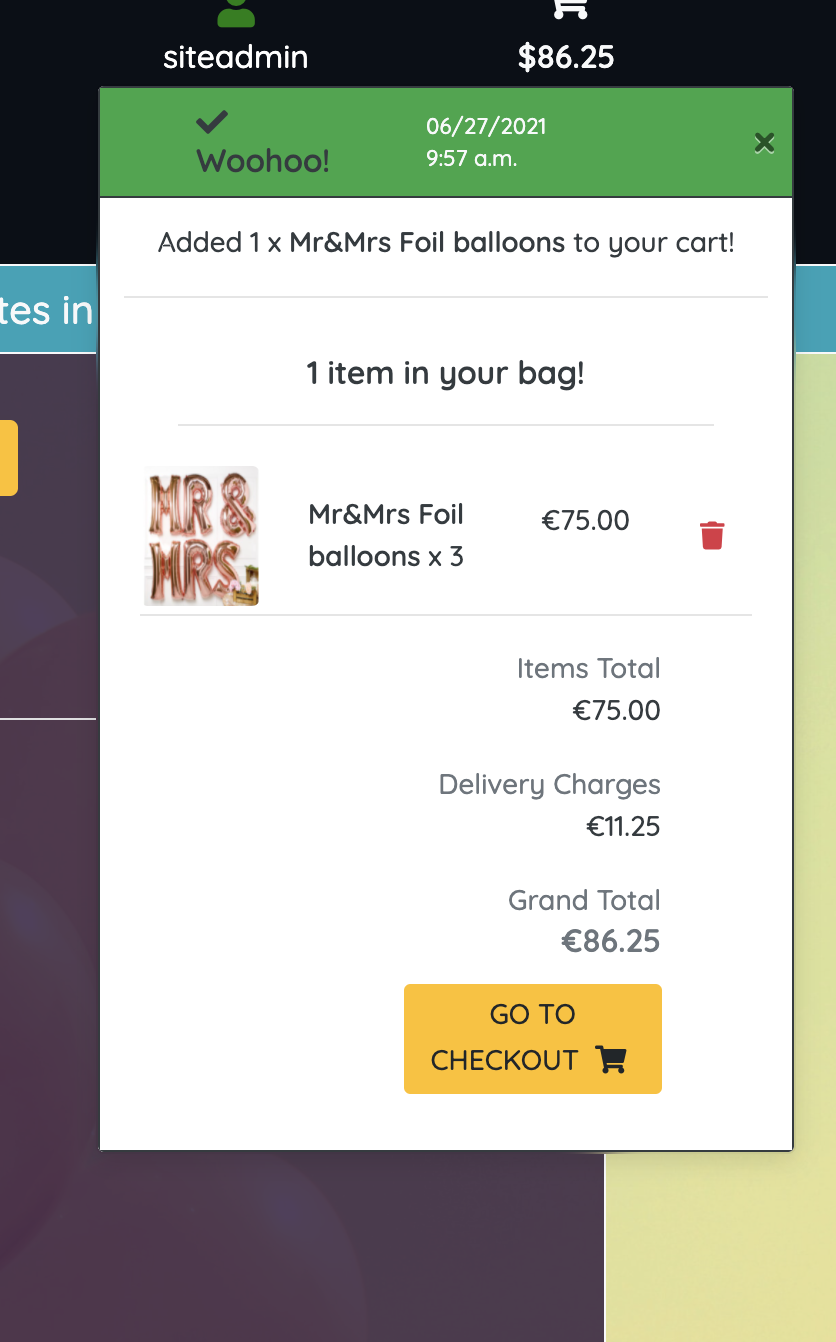 siteadmin
$86.25
Woohoo!
06/27/2021
9:57 a.m.
Added 1 x Mr&Mrs Foil balloons to your cart!
tes in
1 item in your bag!
MR &
MRS
Mr&Mrs Foil
balloons x 3
€75.00
Items Total
€75.00
Delivery Charges
€11.25
Grand Total
€86.25
GO TO
CHECKOUT